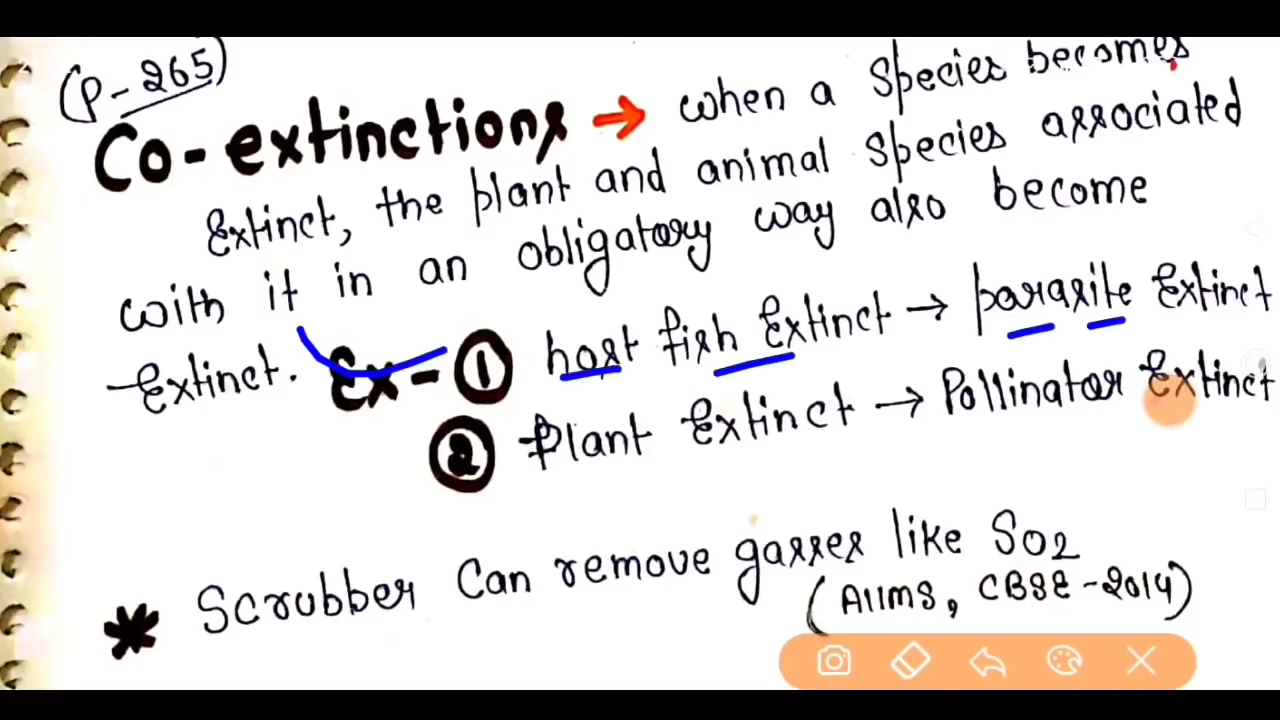 (P-265)
Co-extinctions → when a species becomes
Extinct, the plant and animal species associated
with it in an obligatory way also become
Extinct. Ex- ① host fish Extinct → parasite Extinct
② Plant Extinct → Pollinator Extinct
* Scrubber Can remove gasses like SO2
(AIIMS, CBSE-2014)